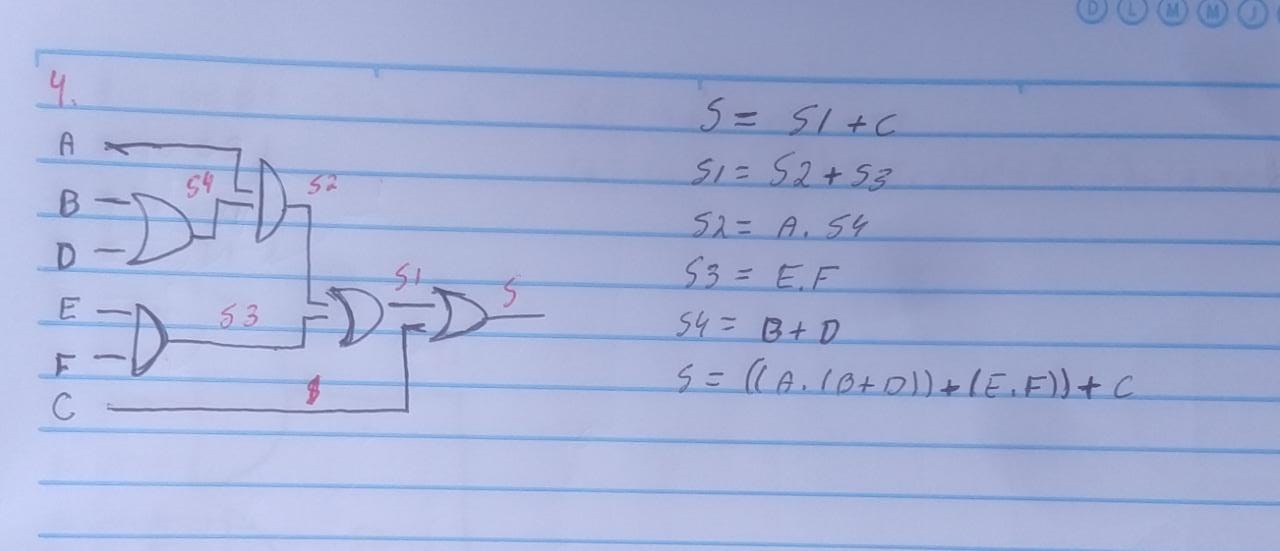 D L M M J
4.
A
B
D
E
F
C
S4
S2
S3
S1
S
S = S1 + C
S1 = S2 + S3
S2 = A. S4
S3 = E.F
S4 = B + D
S = ((A.(B+D))+(E.F))+ C